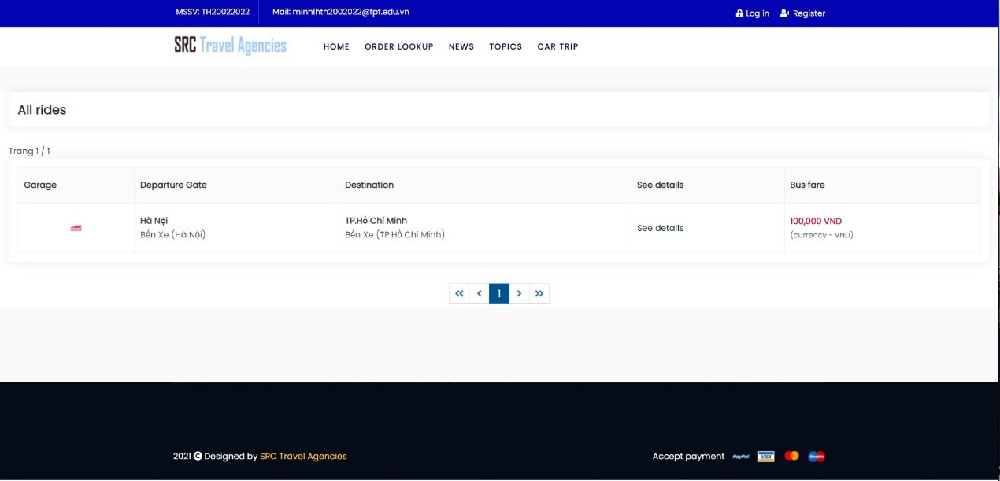 MSSV: TH20022022
Mail: minhlhth2002022@fpt.edu.vn
Log in
Register
SRC Travel Agencies
HOME
ORDER LOOKUP
NEWS
TOPICS
CAR TRIP
All rides
Trang 1 / 1
Garage
Departure Gate
Destination
See details
Bus fare
Hà Nội
Bến Xe (Hà Nội)
TP.Hồ Chí Minh
Bến Xe (TP.Hồ Chí Minh)
See details
100,000 VND
(currency - VND)
« ‹ 1 › »
2021 © Designed by SRC Travel Agencies
Accept payment
PayPal
VISA
Maestro